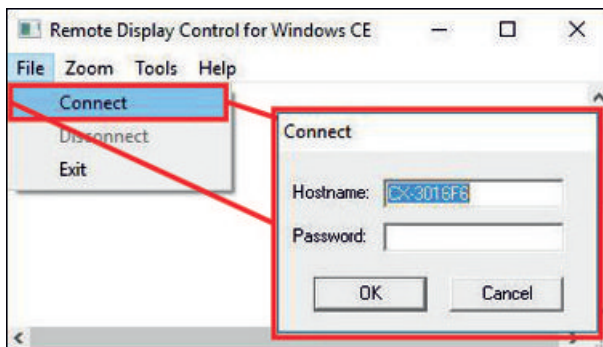 Remote Display Control for Windows CE
File Zoom Tools Help
Connect
Disconnect
Exit
Connect
Hostname: CX-3016F6
Password:
OK Cancel